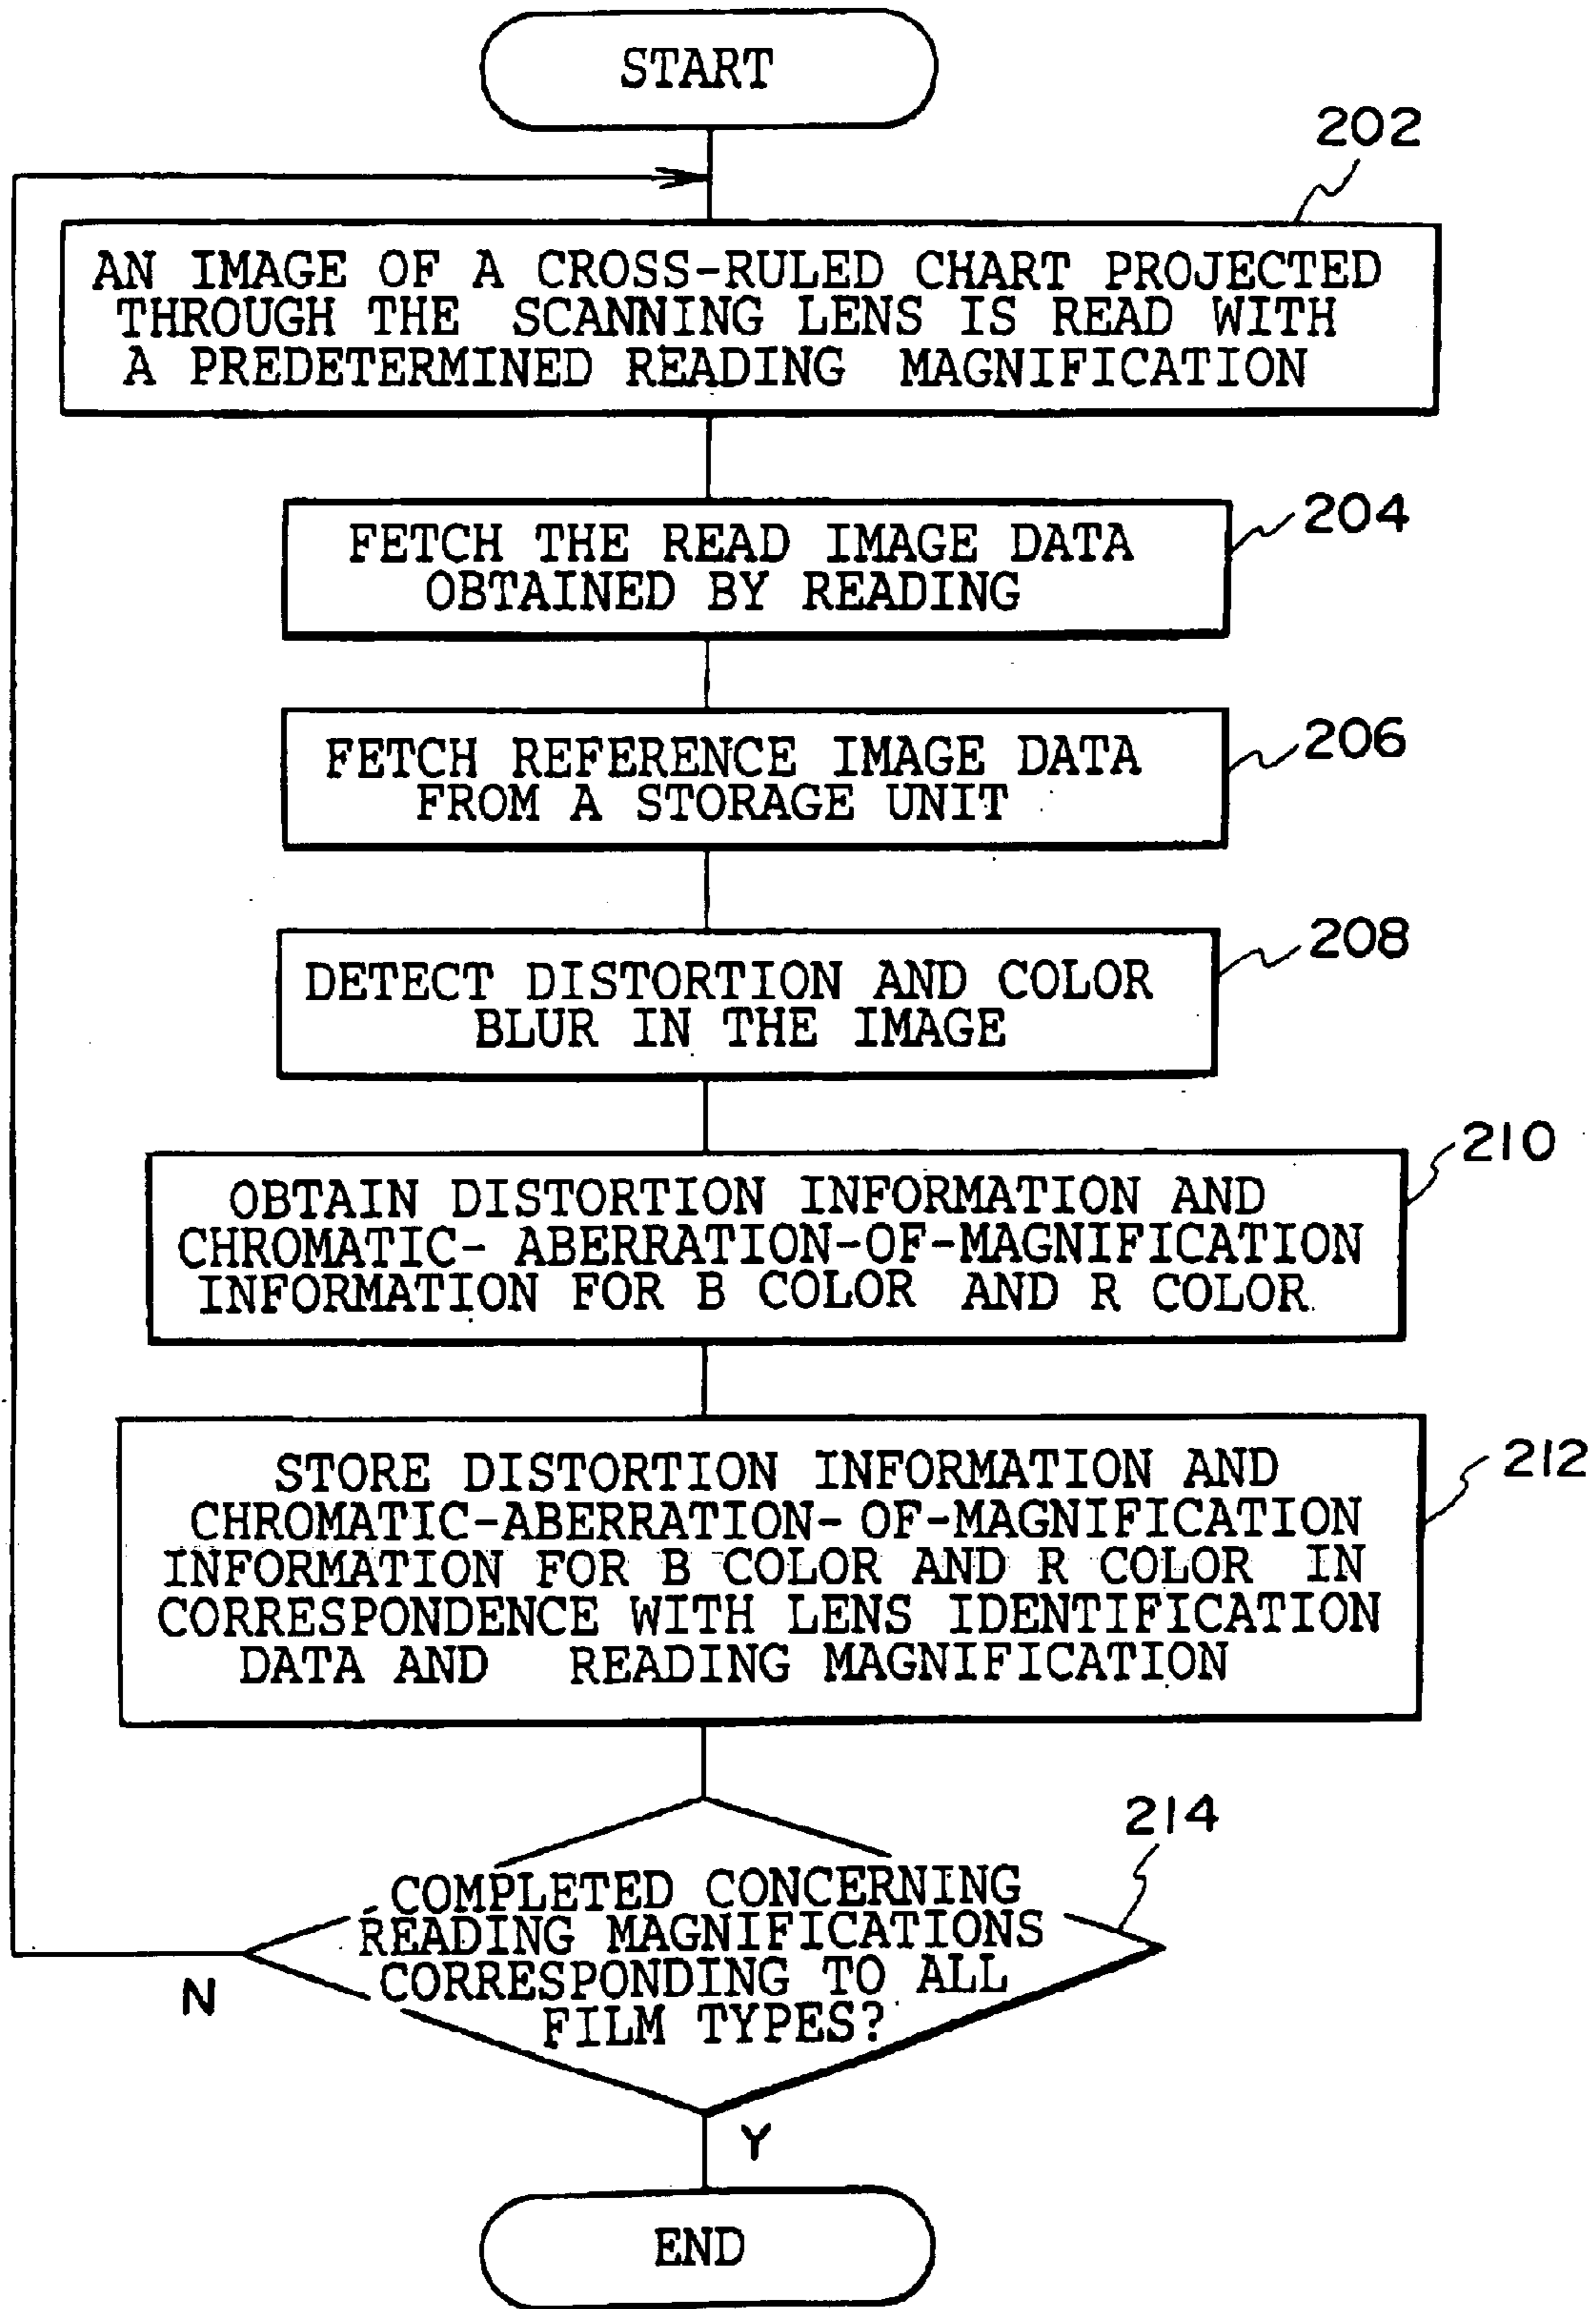 START
202
AN IMAGE OF A CROSS-RULED CHART PROJECTED
THROUGH THE SCANNING LENS IS READ WITH
A PREDETERMINED READING MAGNIFICATION
204
FETCH THE READ IMAGE DATA
OBTAINED BY READING
206
FETCH REFERENCE IMAGE DATA
FROM A STORAGE UNIT
208
DETECT DISTORTION AND COLOR
BLUR IN THE IMAGE
210
OBTAIN DISTORTION INFORMATION AND
CHROMATIC- ABERRATION-OF-MAGNIFICATION
INFORMATION FOR B COLOR AND R COLOR
212
STORE DISTORTION INFORMATION AND
CHROMATIC-ABERRATION- OF-MAGNIFICATION
INFORMATION FOR B COLOR AND R COLOR IN
CORRESPONDENCE WITH LENS IDENTIFICATION
DATA AND READING MAGNIFICATION
214
COMPLETED CONCERNING
READING MAGNIFICATIONS
CORRESPONDING TO ALL
FILM TYPES?
N
Y
END